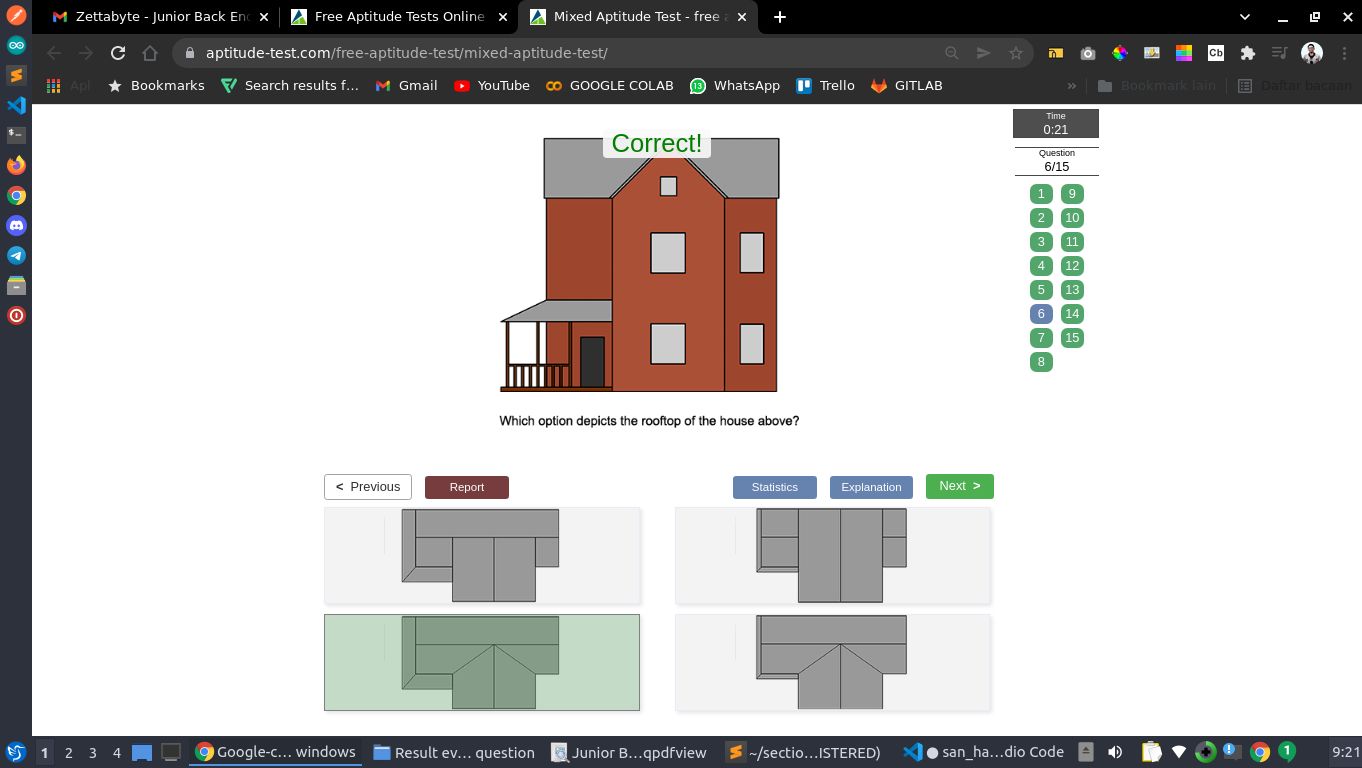 Zettabyte - Junior Back En
Free Aptitude Tests Online
Mixed Aptitude Test - free a
aptitude-test.com/free-aptitude-test/mixed-aptitude-test/
Cb
Apl
Bookmarks
Search results f...
Gmail
YouTube
GOOGLE COLAB
13
WhatsApp
Trello
GITLAB
»
Bookmark lain
Daftar bacaan
Time
0:21
Question
6/15
1 9
2 10
3 11
4 12
5 13
6 14
7 15
8
Correct!
Which option depicts the rooftop of the house above?
< Previous
Report
Statistics
Explanation
Next >
1 2 3 4
Google-c... windows
Result ev... question
Junior B...qpdfview
~/sectio...ISTERED)
● san_ha...dio Code
1
9:21